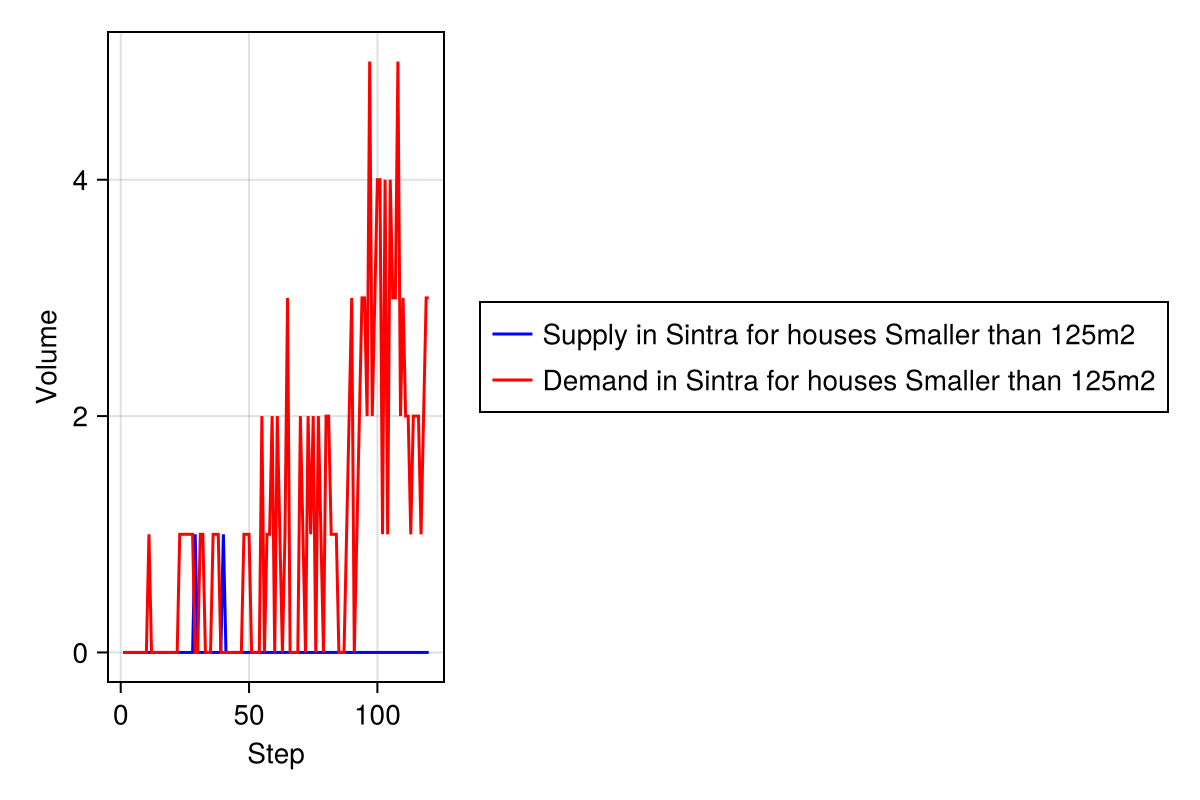 Volume
4
2
0
0 50 100
Step
Supply in Sintra for houses Smaller than 125m2
Demand in Sintra for houses Smaller than 125m2